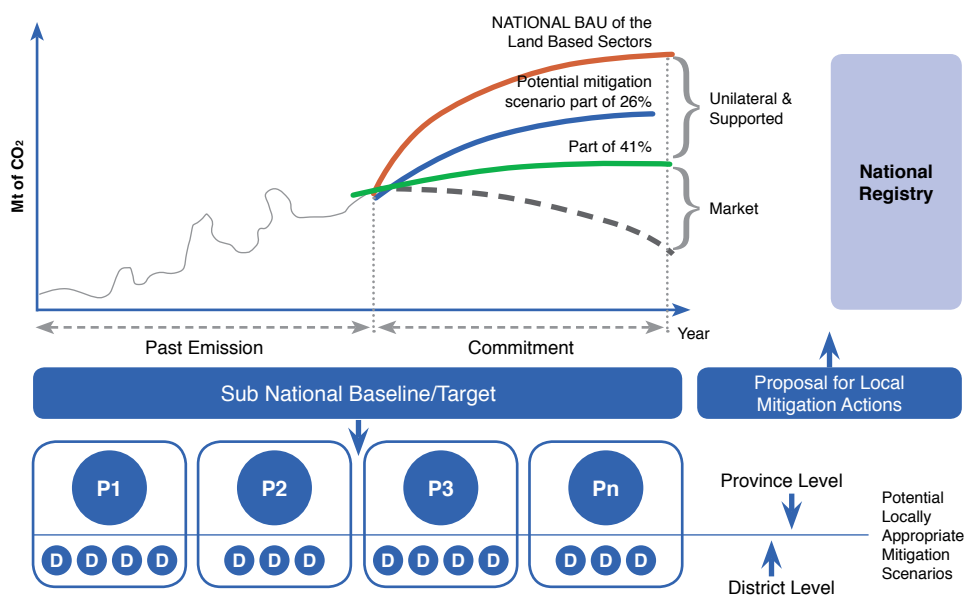 NATIONAL BAU of the
Land Based Sectors
Potential mitigation
scenario part of 26%
Part of 41%
Unilateral &
Supported
Market
Mt of CO₂
Year
Past Emission
Commitment
National
Registry
Sub National Baseline/Target
Proposal for Local
Mitigation Actions
P1
P2
P3
Pn
D D D D
D D D
D D D D
D D D
Province Level
District Level
Potential
Locally
Appropriate
Mitigation
Scenarios